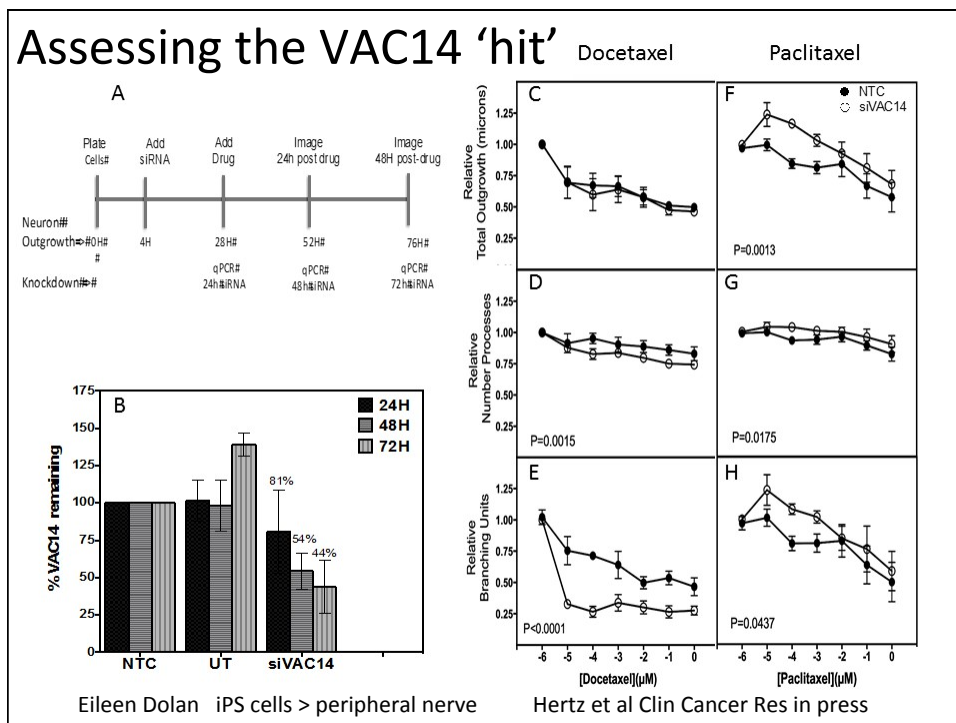 Assessing the VAC14 ‘hit’
Docetaxel
Paclitaxel
A
Plate
Cells#
Add
siRNA
Add
Drug
Image
24h post drug
Image
48H post-drug
Neuron##
Outgrowth=>#0H#
#
4H
28H#
52H#
76H#
Knockdown##>#
qPCR#
24h#siRNA
qPCR#
48h#siRNA
qPCR#
72h#siRNA
B
% VAC14 remaining
175
150
125
100
75
50
25
0
24H
48H
72H
81%
54%
44%
NTC
UT
siVAC14
C
Relative
Total Outgrowth (microns)
1.25
1.00
0.75
0.50
0.25
F
NTC
siVAC14
P=0.0013
D
Relative
Number Processes
1.25
1.00
0.75
0.50
0.25
P=0.0015
G
P=0.0175
E
Relative
Branching Units
1.25
1.00
0.75
0.50
0.25
P<0.0001
H
P=0.0437
-6 -5 -4 -3 -2 -1 0
[Docetaxel](µM)
-6 -5 -4 -3 -2 -1 0
[Paclitaxel](µM)
Eileen Dolan iPS cells > peripheral nerve
Hertz et al Clin Cancer Res in press